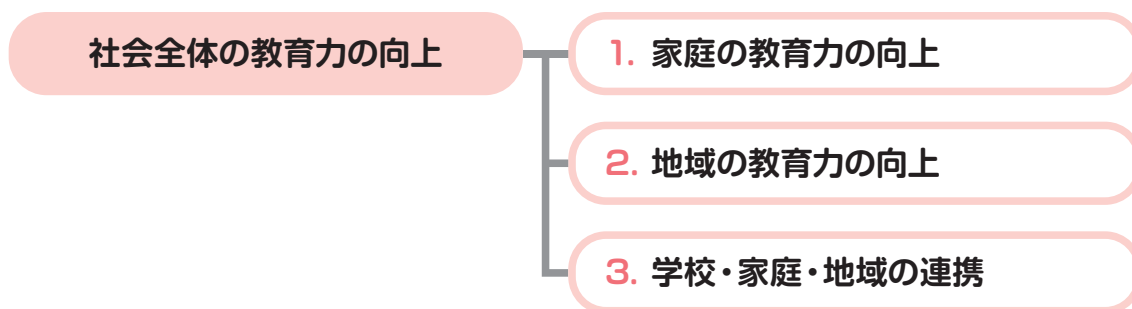 社会全体の教育力の向上
1. 家庭の教育力の向上
2. 地域の教育力の向上
3. 学校・家庭・地域の連携